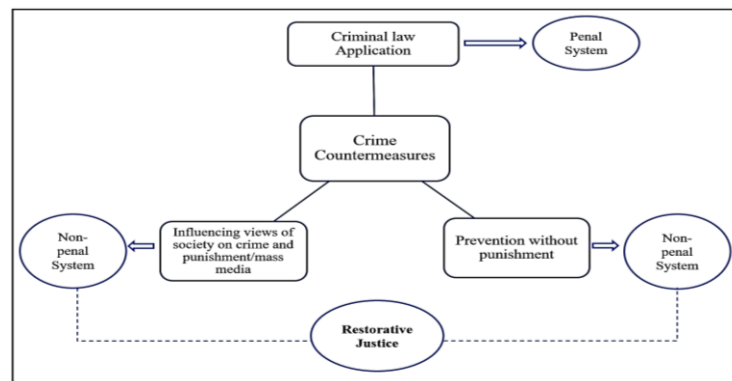 Criminal law
Application
Penal
System
Crime
Countermeasures
Non-
penal
System
Influencing views of
society on crime and
punishment/mass
media
Prevention without
punishment
Non-
penal
System
Restorative
Justice